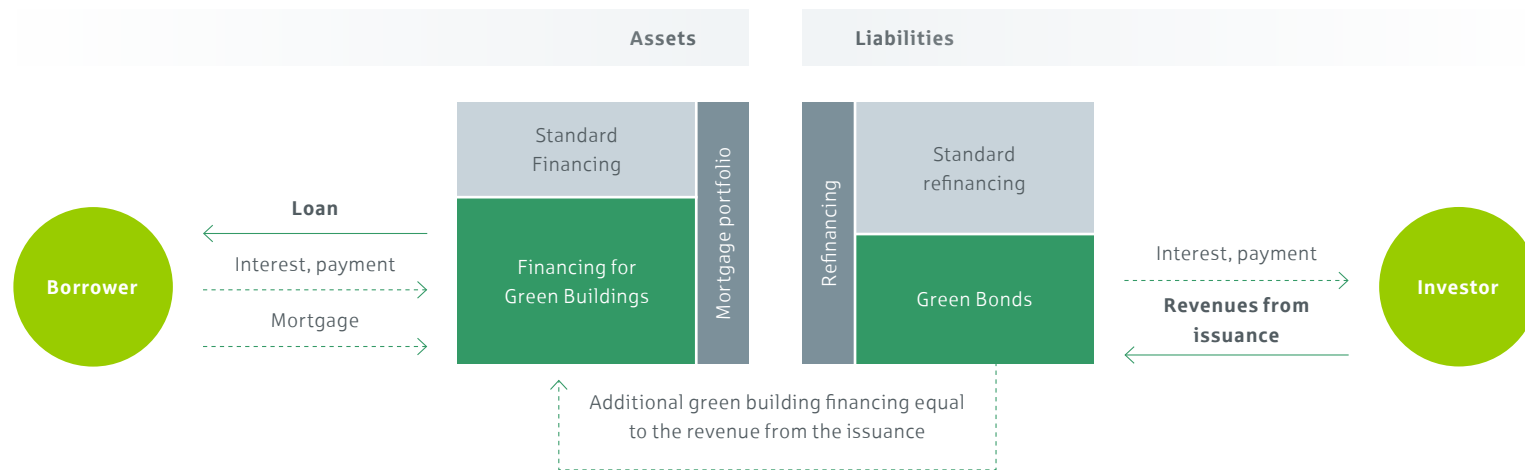 Assets
Liabilities
Standard
Financing
Mortgage portfolio
Refinancing
Standard
refinancing
Loan
Interest, payment
Borrower
Mortgage
Financing for
Green Buildings
Green Bonds
Interest, payment
Revenues from
issuance
Investor
Additional green building financing equal
to the revenue from the issuance